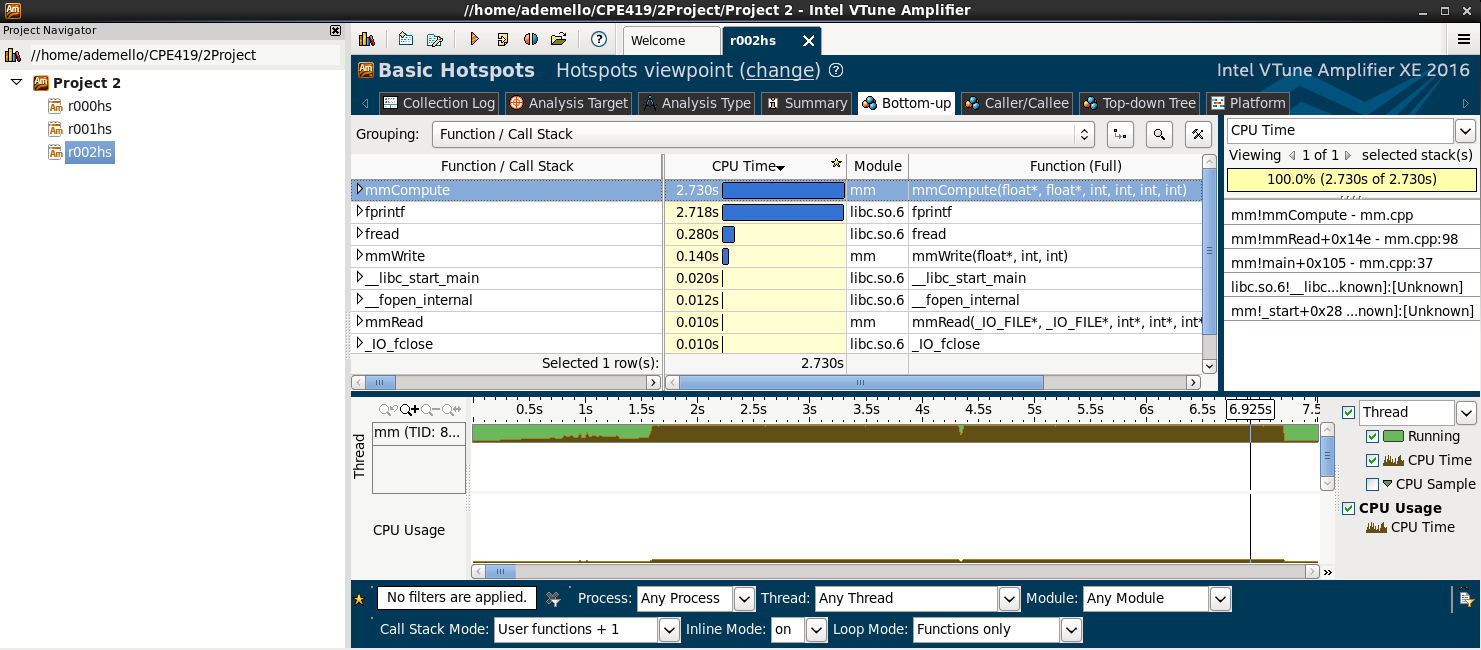 //home/ademello/CPE419/2Project/Project 2 - Intel VTune Amplifier
Project Navigator
//home/ademello/CPE419/2Project
Project 2
r000hs
r001hs
r002hs
Welcome
r002hs
Basic Hotspots Hotspots viewpoint (change)
Intel VTune Amplifier XE 2016
Collection Log Analysis Target Analysis Type Summary Bottom-up Caller/Callee Top-down Tree Platform
Grouping: Function / Call Stack
Function / Call Stack CPU Time Module Function (Full)
mmCompute 2.730s mm mmCompute(float*, float*, int, int, int, int)
fprintf 2.718s libc.so.6 fprintf
fread 0.280s libc.so.6 fread
mmWrite 0.140s mm mmWrite(float*, int, int)
__libc_start_main 0.020s libc.so.6 __libc_start_main
__fopen_internal 0.012s libc.so.6 __fopen_internal
mmRead 0.010s mm mmRead(_IO_FILE*, _IO_FILE*, int*, int*, int*
_IO_fclose 0.010s libc.so.6 _IO_fclose
Selected 1 row(s): 2.730s
CPU Time
Viewing 1 of 1 selected stack(s)
100.0% (2.730s of 2.730s)
mm!mmCompute - mm.cpp
mm!mmRead+0x14e - mm.cpp:98
mm!main+0x105 - mm.cpp:37
libc.so.6!__libc...known]:[Unknown]
mm!_start+0x28 ...nown]:[Unknown]
0.5s 1s 1.5s 2s 2.5s 3s 3.5s 4s 4.5s 5s 5.5s 6s 6.5s 6.925s 7.5
Thread
mm (TID: 8...
CPU Usage
Thread
Running
CPU Time
CPU Sample
CPU Usage
CPU Time
No filters are applied. Process: Any Process Thread: Any Thread Module: Any Module
Call Stack Mode: User functions + 1 Inline Mode: on Loop Mode: Functions only